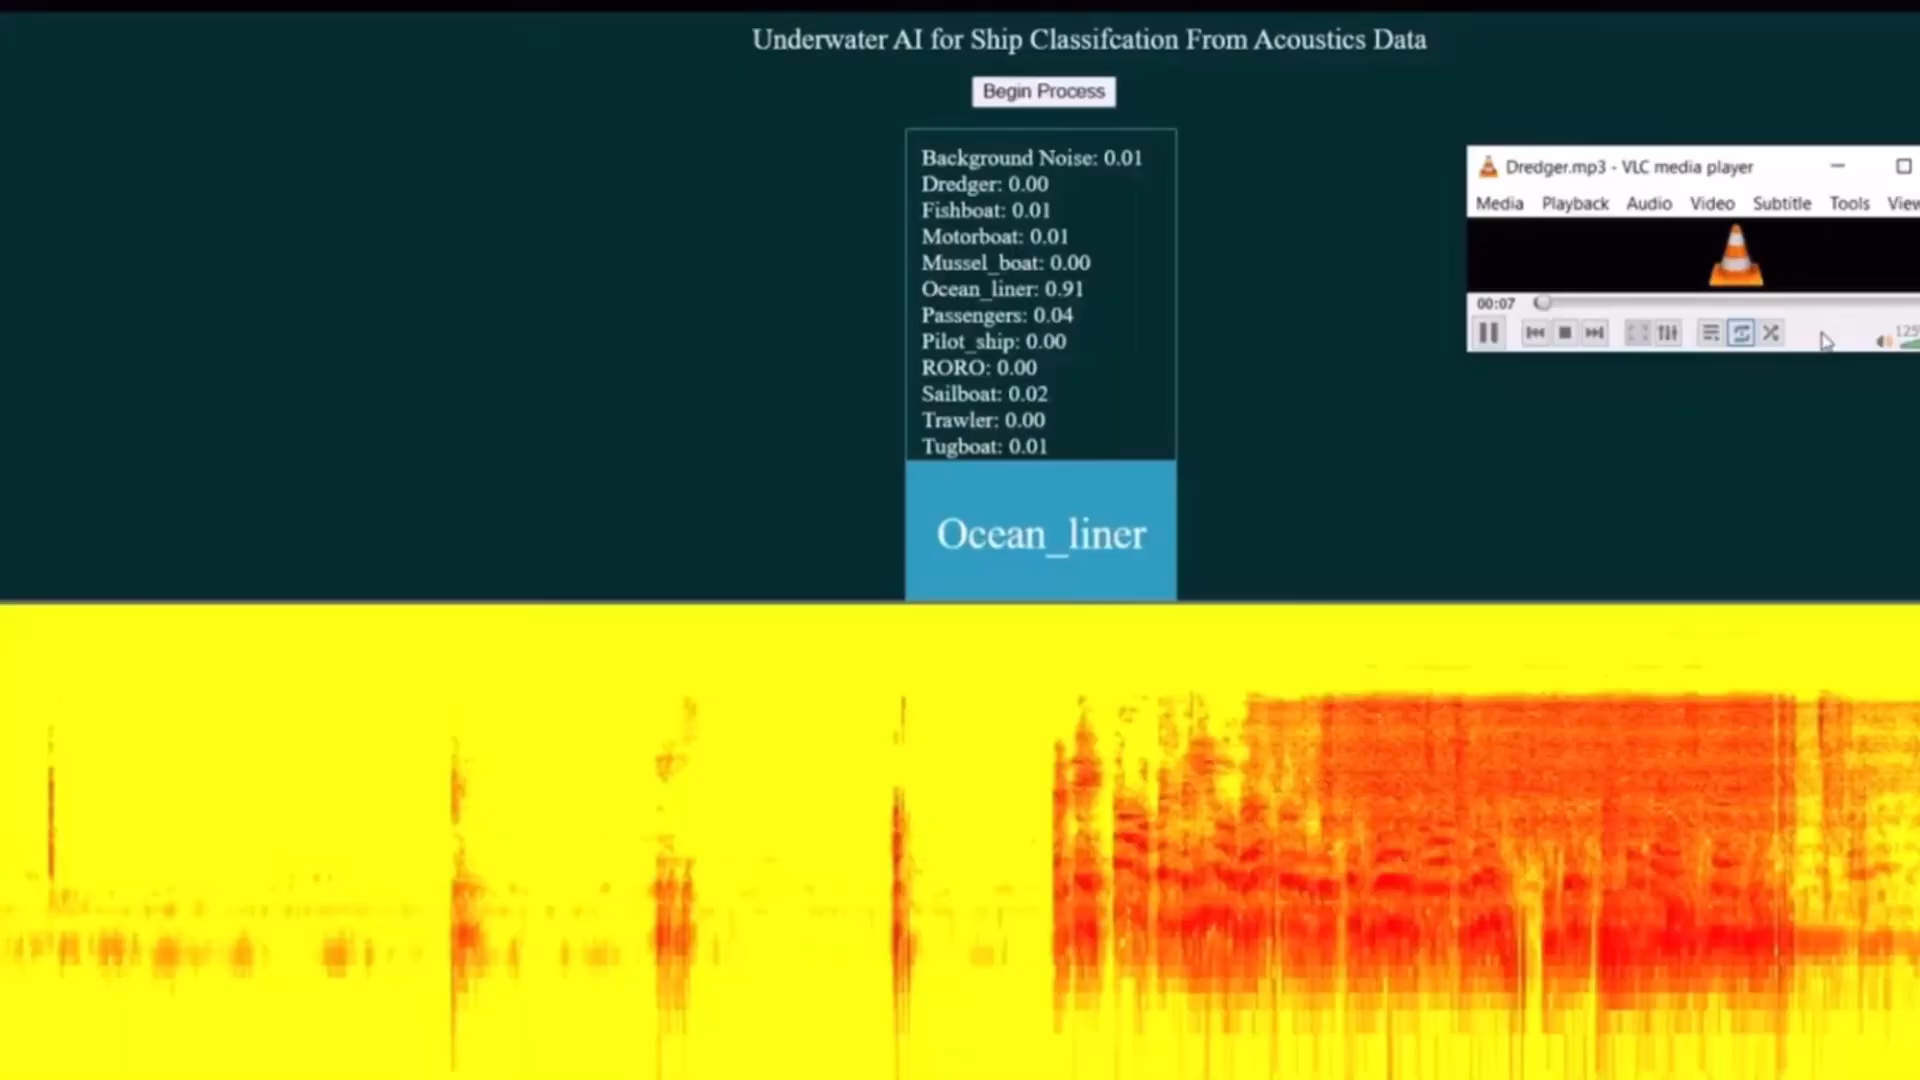 Underwater AI for Ship Classifcation From Acoustics Data
Begin Process
Background Noise: 0.01
Dredger: 0.00
Fishboat: 0.01
Motorboat: 0.01
Mussel_boat: 0.00
Ocean_liner: 0.91
Passengers: 0.04
Pilot_ship: 0.00
RORO: 0.00
Sailboat: 0.02
Trawler: 0.00
Tugboat: 0.01
Ocean_liner
Dredger.mp3 - VLC media player
Media Playback Audio Video Subtitle Tools View
00:07